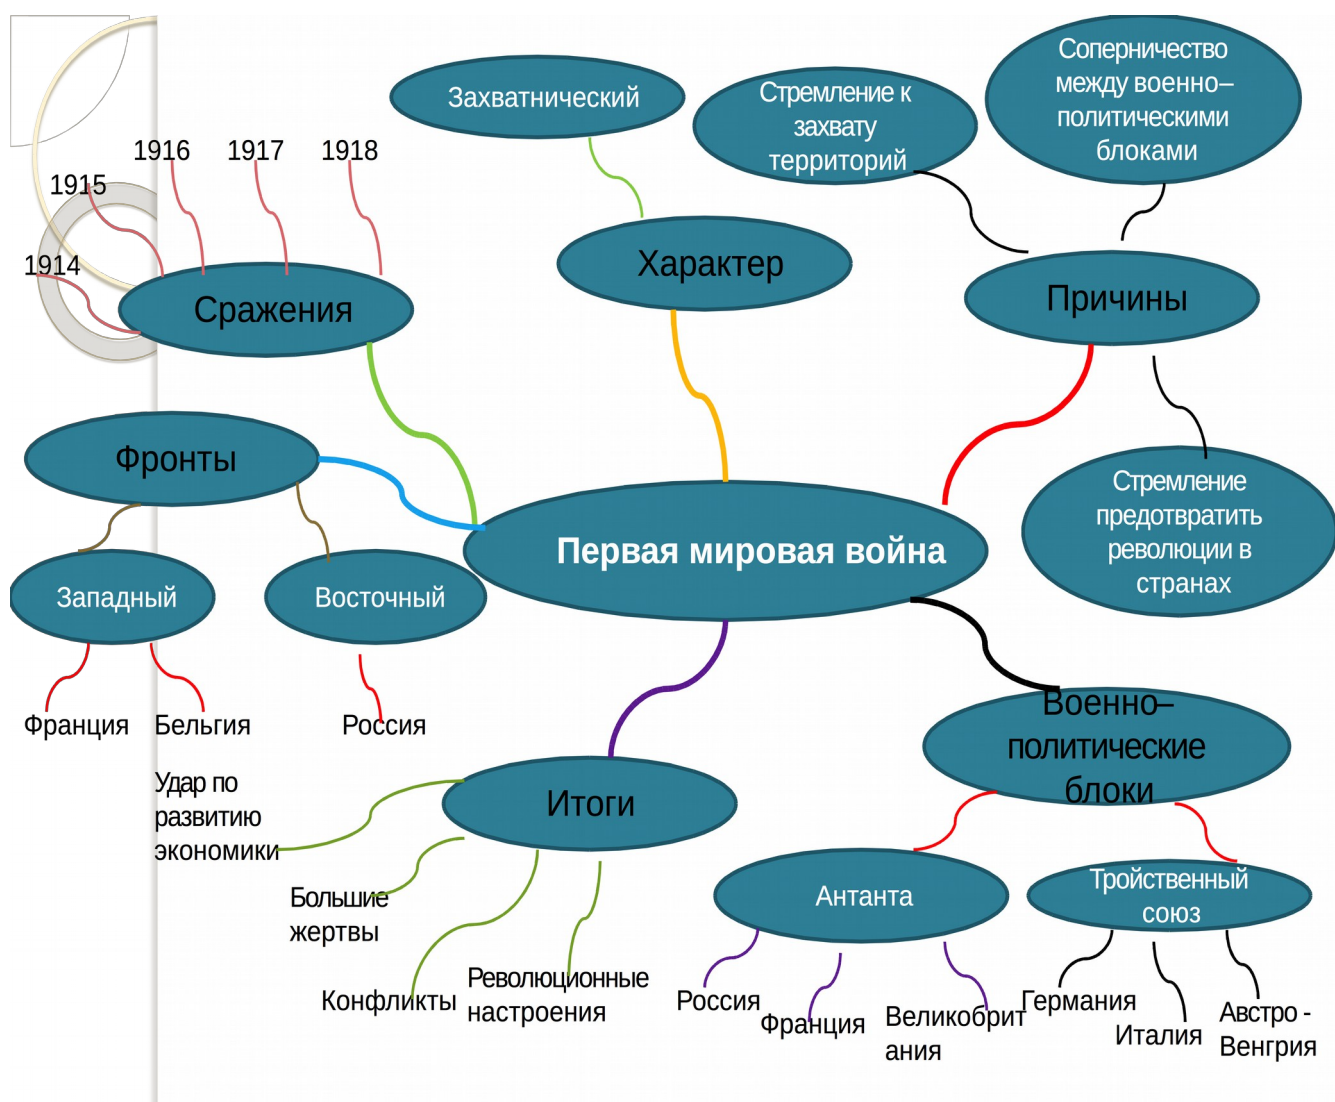 Соперничество
между военно–
политическими
блоками
Захватнический
Стремление к
захвату
территорий
1916
1917
1918
1915
1914
Характер
Причины
Сражения
Фронты
Стремление
предотвратить
революции в
странах
Первая мировая война
Западный
Восточный
Франция
Бельгия
Россия
Военно–
политические
блоки
Удар по
развитию
экономики
Итоги
Большие
жертвы
Антанта
Тройственный
союз
Конфликты
Революционные
настроения
Россия
Франция
Великобрит
ания
Германия
Италия
Австро -
Венгрия